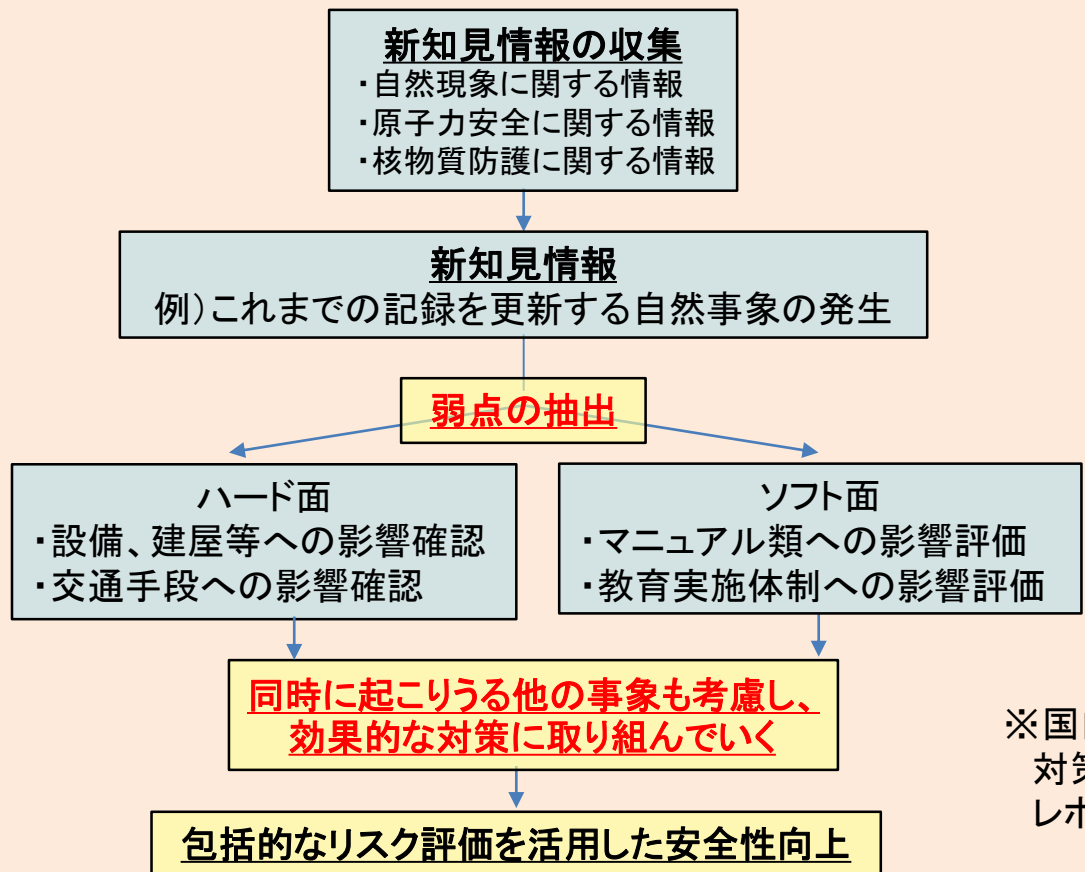 新知見情報の収集
・自然現象に関する情報
・原子力安全に関する情報
・核物質防護に関する情報
新知見情報
例）これまでの記録を更新する自然事象の発生
弱点の抽出
ハード面
・設備、建屋等への影響確認
・交通手段への影響確認
ソフト面
・マニュアル類への影響評価
・教育実施体制への影響評価
同時に起こりうる他の事象も考慮し、
効果的な対策に取り組んでいく
※国
対策
レポ
包括的なリスク評価を活用した安全性向上